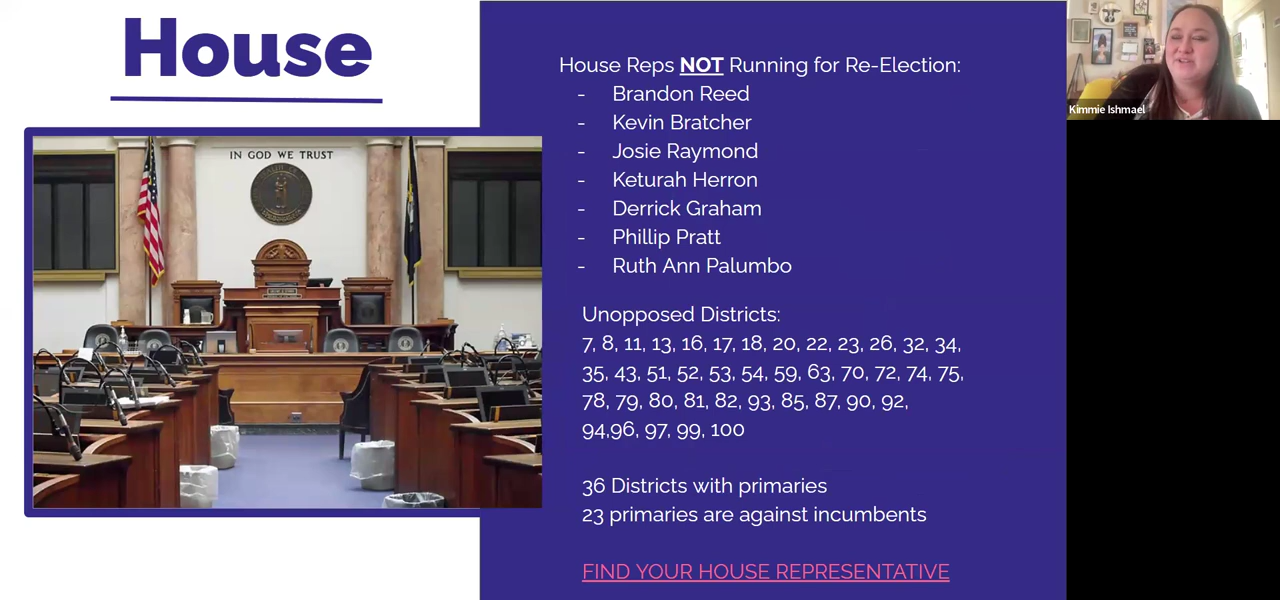 House
IN GOD WE TRUST
House Reps NOT Running for Re-Election:
- Brandon Reed
- Kevin Bratcher
- Josie Raymond
- Keturah Herron
- Derrick Graham
- Phillip Pratt
- Ruth Ann Palumbo
Unopposed Districts:
7, 8, 11, 13, 16, 17, 18, 20, 22, 23, 26, 32, 34,
35, 43, 51, 52, 53, 54, 59, 63, 70, 72, 74, 75,
78, 79, 80, 81, 82, 93, 85, 87, 90, 92,
94,96, 97, 99, 100
36 Districts with primaries
23 primaries are against incumbents
FIND YOUR HOUSE REPRESENTATIVE
Kimmie Ishmael